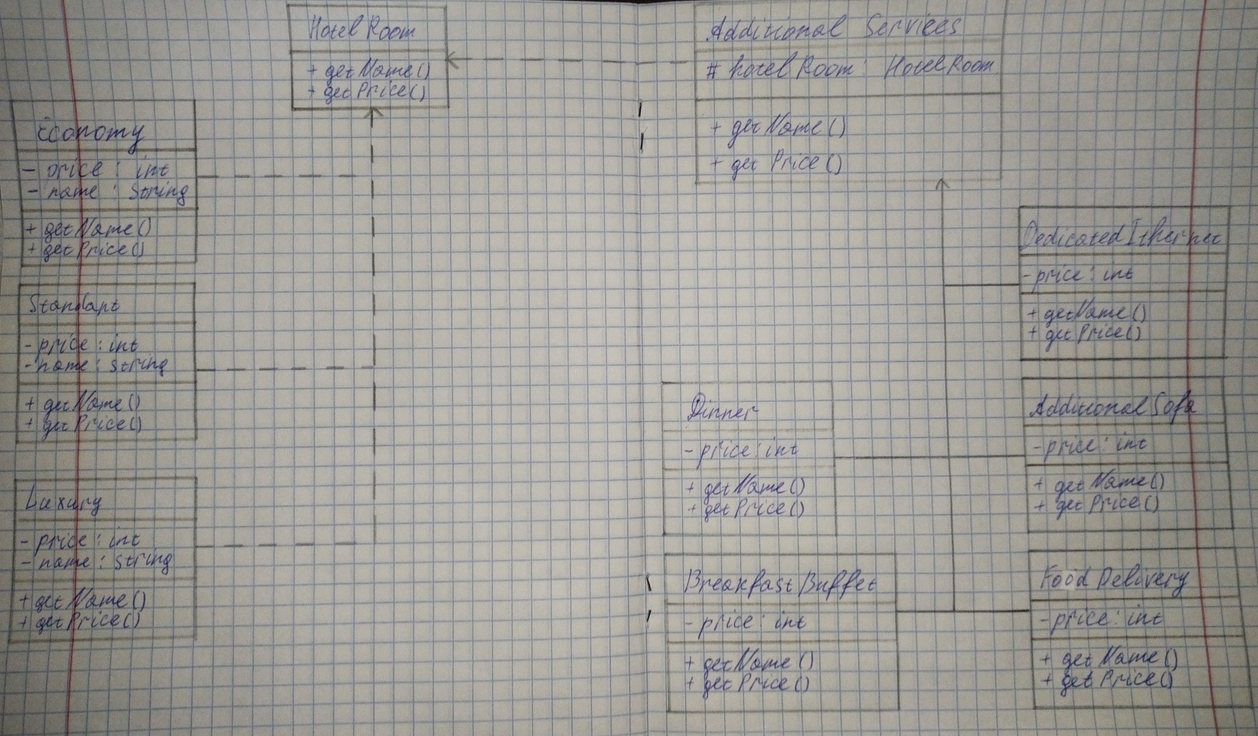 Hotel Room
+ getName()
+ getPrice()
Economy
- price : int
- name : String
+ getName()
+ getPrice()
Standart
- price : int
- name : string
+ getName()
+ getPrice()
Luxury
- price : int
- name : string
+ getName()
+ getPrice()
Additional Services
# hotelRoom : HotelRoom
+ getName()
+ getPrice()
DedicatedEthernet
- price : int
+ getName()
+ getPrice()
Dinner
- price : int
+ getName()
+ getPrice()
Additional Sofa
- price : int
+ getName()
+ getPrice()
Breakfast Buffet
- price : int
+ getName()
+ getPrice()
Food Delivery
- price : int
+ getName()
+ getPrice()